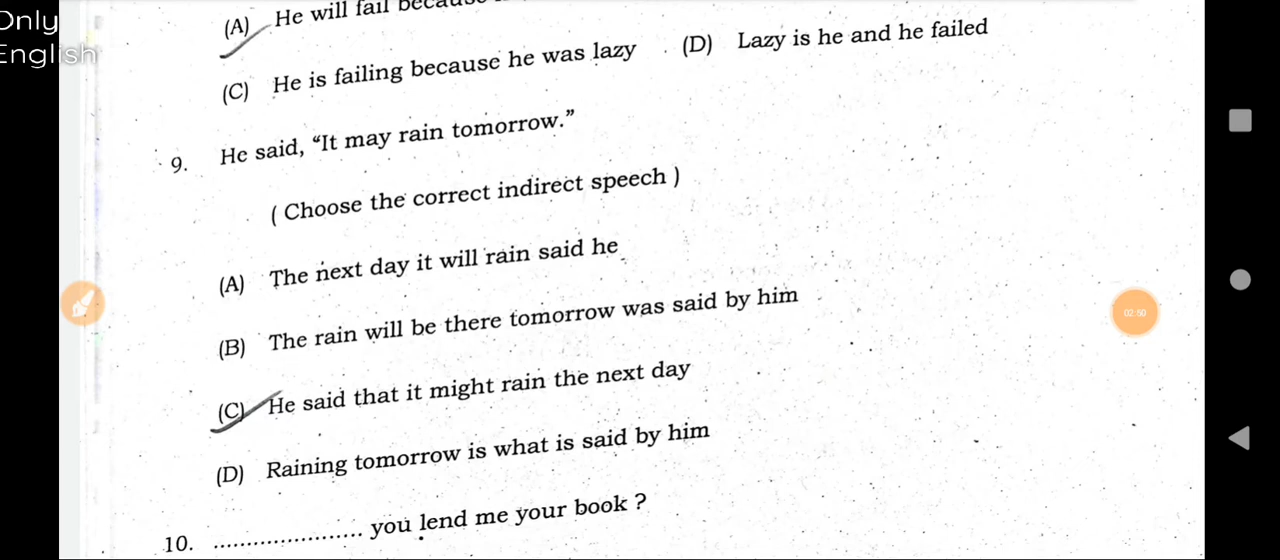 Only
English
(A) He will fail because
(C) He is failing because he was lazy (D) Lazy is he and he failed
9. He said, “It may rain tomorrow.”
( Choose the correct indirect speech )
(A) The next day it will rain said he
(B) The rain will be there tomorrow was said by him
(C) He said that it might rain the next day
(D) Raining tomorrow is what is said by him
10. ..................... you lend me your book ?
02:50